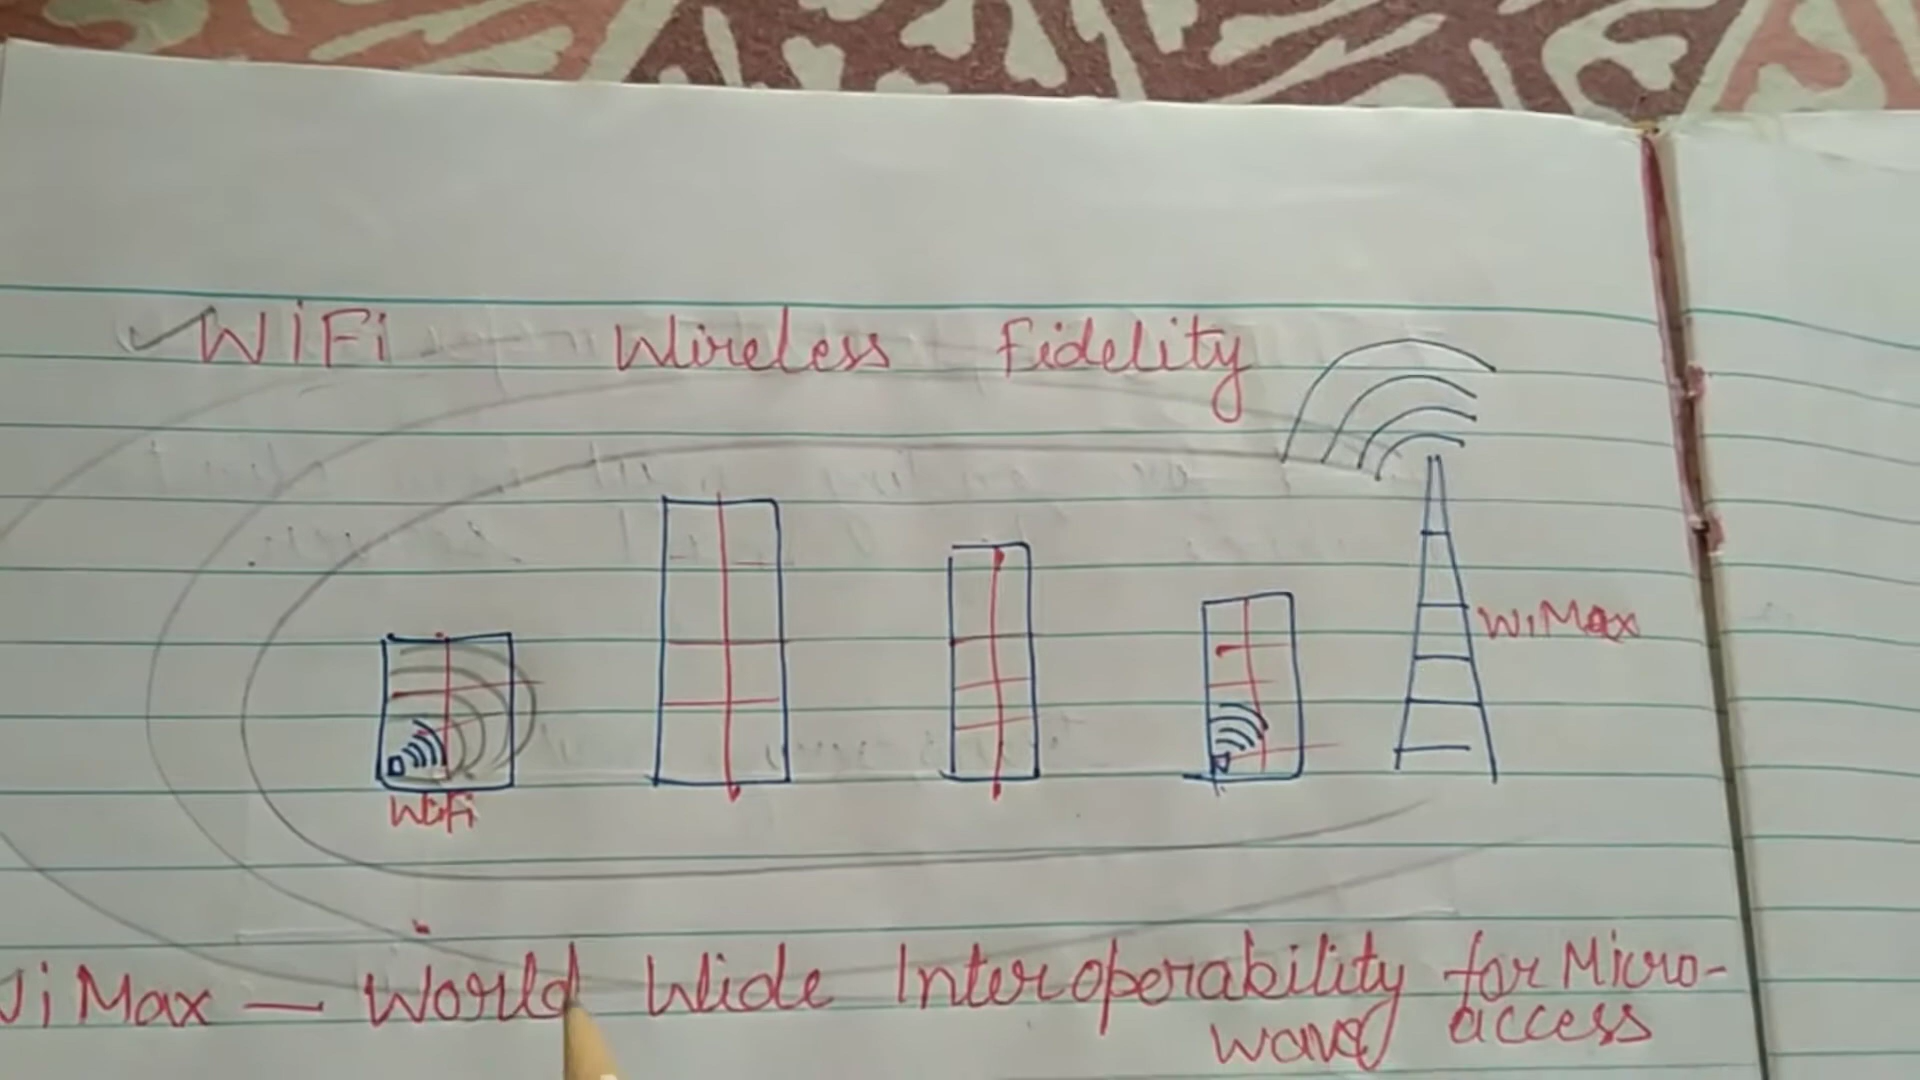 WiFi Wireless Fidelity
WiMax
WiFi
WiMax — World Wide Interoperability for Micro-
wave access